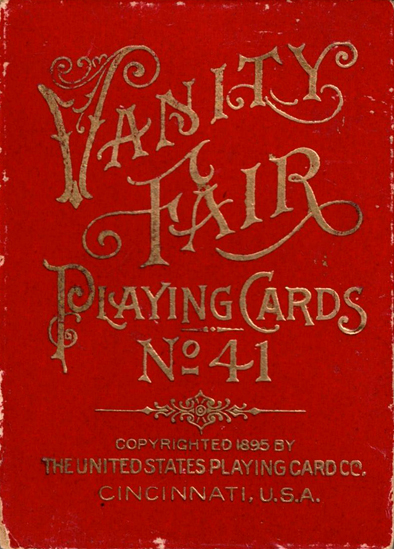 VANITY
FAIR
PLAYING CARDS
No 41
COPYRIGHTED 1895 BY
THE UNITED STATES PLAYING CARD CO.
CINCINNATI, U.S.A.